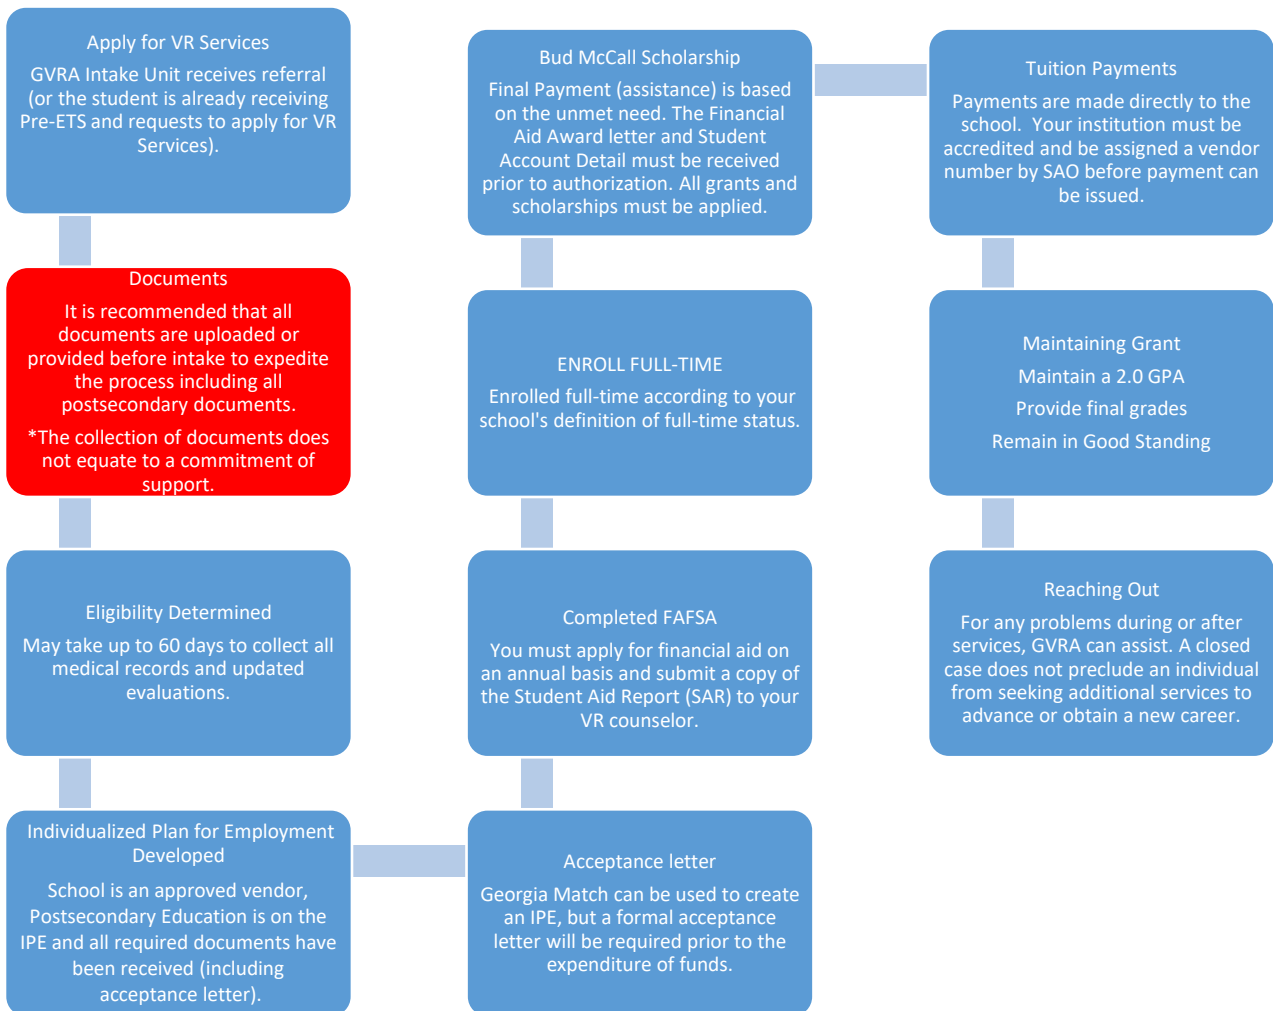 Apply for VR Services
GVRA Intake Unit receives referral
(or the student is already receiving
Pre-ETS and requests to apply for VR
Services).
Documents
It is recommended that all
documents are uploaded or
provided before intake to expedite
the process including all
postsecondary documents.
*The collection of documents does
not equate to a commitment of
support.
Eligibility Determined
May take up to 60 days to collect all
medical records and updated
evaluations.
Individualized Plan for Employment
Developed
School is an approved vendor,
Postsecondary Education is on the
IPE and all required documents have
been received (including
acceptance letter).
Acceptance letter
Georgia Match can be used to create
an IPE, but a formal acceptance
letter will be required prior to the
expenditure of funds.
Completed FAFSA
You must apply for financial aid on
an annual basis and submit a copy of
the Student Aid Report (SAR) to your
VR counselor.
ENROLL FULL-TIME
Enrolled full-time according to your
school's definition of full-time status.
Bud McCall Scholarship
Final Payment (assistance) is based
on the unmet need. The Financial
Aid Award letter and Student
Account Detail must be received
prior to authorization. All grants and
scholarships must be applied.
Tuition Payments
Payments are made directly to the
school. Your institution must be
accredited and be assigned a vendor
number by SAO before payment can
be issued.
Maintaining Grant
Maintain a 2.0 GPA
Provide final grades
Remain in Good Standing
Reaching Out
For any problems during or after
services, GVRA can assist. A closed
case does not preclude an individual
from seeking additional services to
advance or obtain a new career.